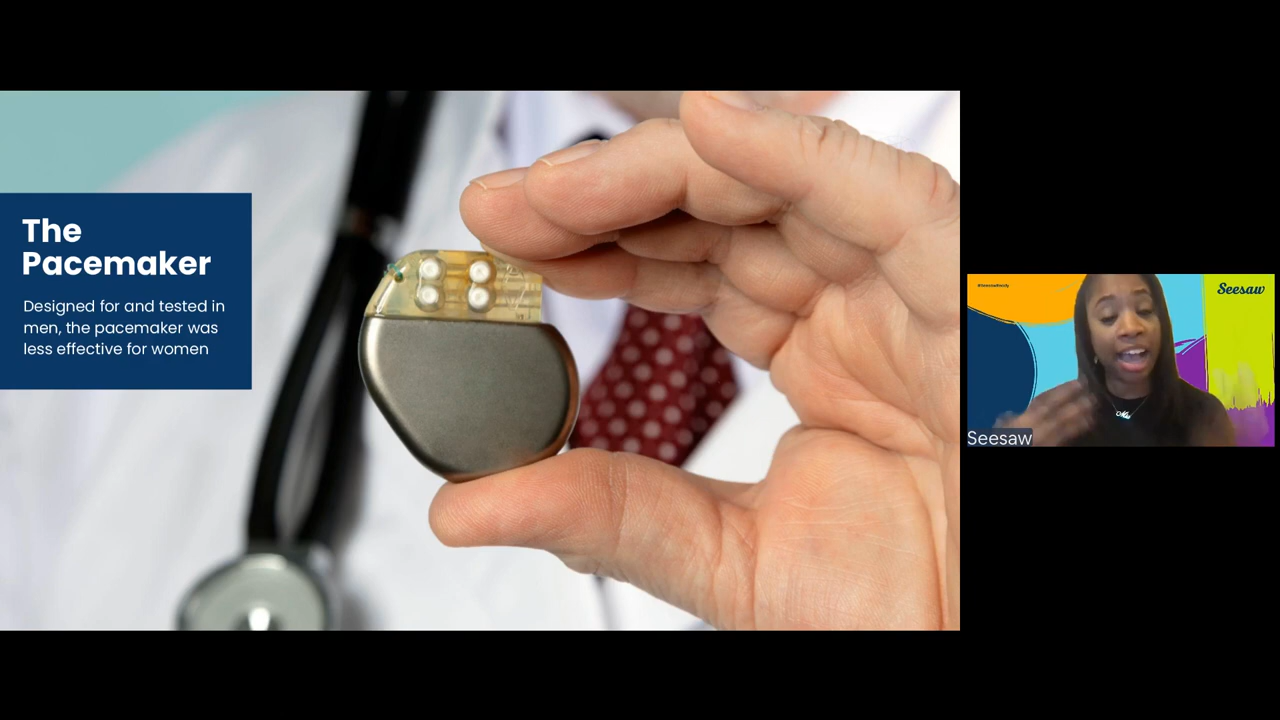 The
Pacemaker
Designed for and tested in
men, the pacemaker was
less effective for women
Seesaw
Seesaw